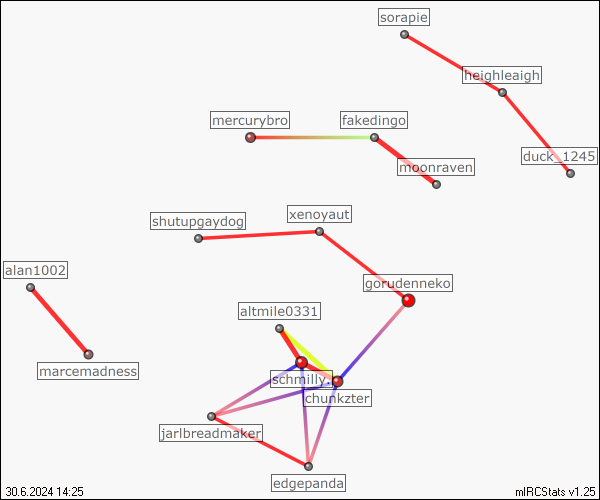 sorapie
heighleaigh
mercurybro
fakedingo
duck_1245
moonraven
xenoyaut
shutupgaydog
alan1002
gorudenneko
altmile0331
marcemadness
schmilly
chunkzter
jarlbreadmaker
edgepanda
30.6.2024 14:25
mIRCStats v1.25